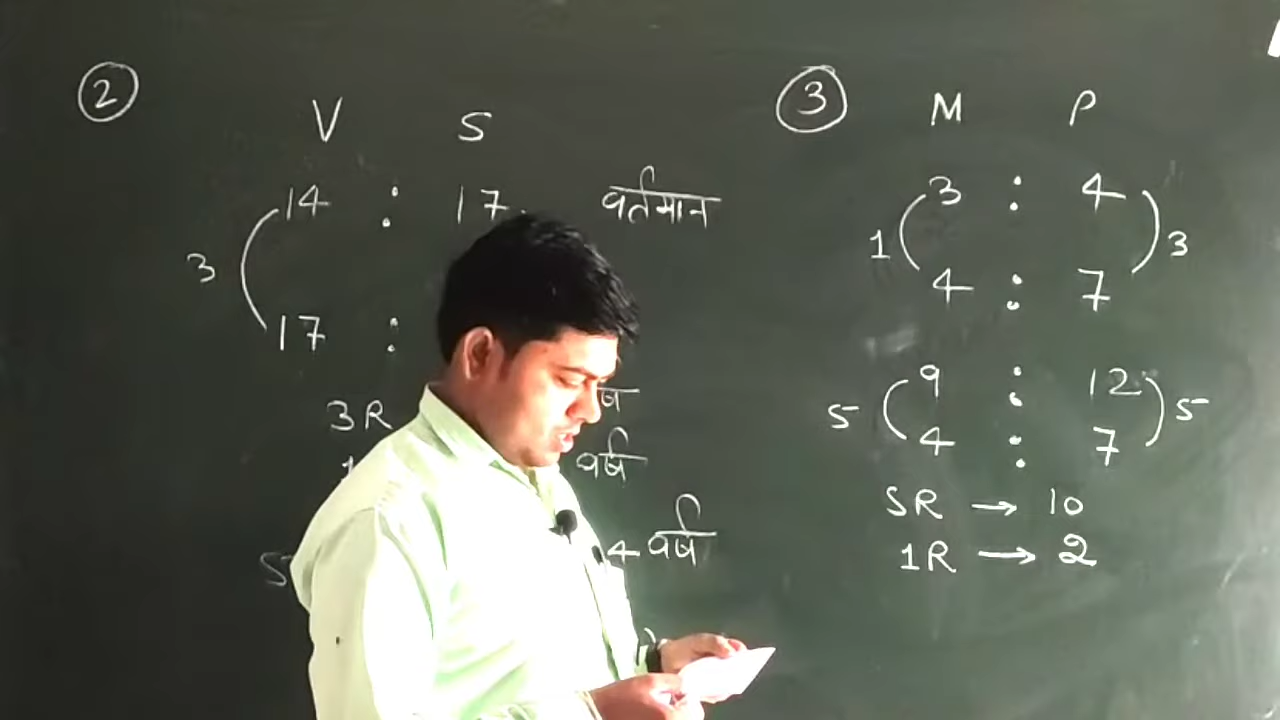 2
V S
14 : 17
वर्तमान
3
17 :
3R
वर्ष
वर्ष
4 वर्ष
3
M P
3 : 4
1 3
4 : 7
9 : 12
5 5
4 : 7
5R → 10
1R → 2